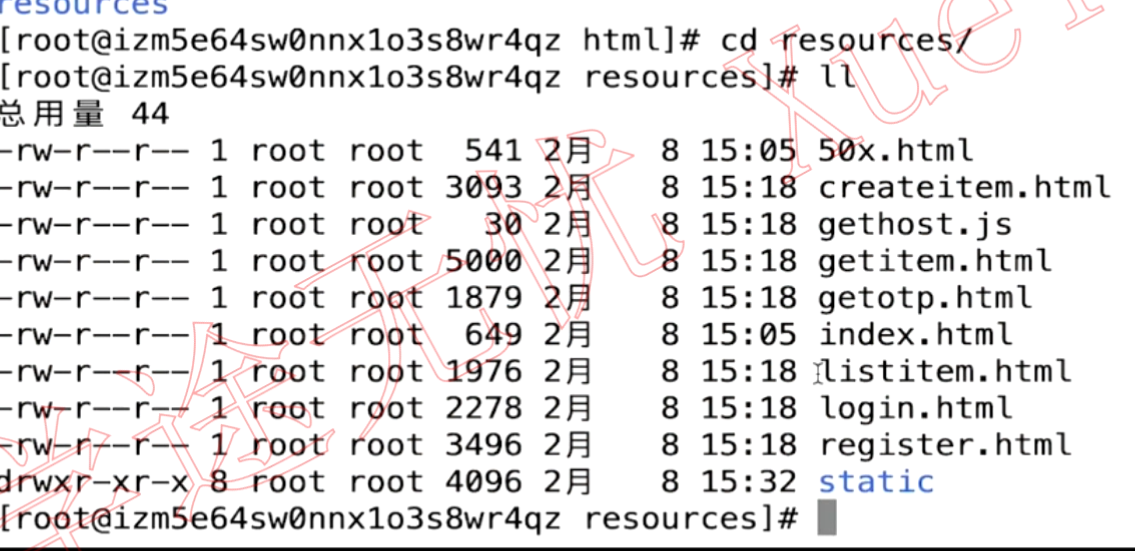 resources
[root@izm5e64sw0nnx1o3s8wr4qz html]# cd resources/
[root@izm5e64sw0nnx1o3s8wr4qz resources]# ll
总用量 44
-rw-r--r-- 1 root root  541 2月   8 15:05 50x.html
-rw-r--r-- 1 root root 3093 2月   8 15:18 createitem.html
-rw-r--r-- 1 root root   30 2月   8 15:18 gethost.js
-rw-r--r-- 1 root root 5000 2月   8 15:18 getitem.html
-rw-r--r-- 1 root root 1879 2月   8 15:18 getotp.html
-rw-r--r-- 1 root root  649 2月   8 15:05 index.html
-rw-r--r-- 1 root root 1976 2月   8 15:18 listitem.html
-rw-r--r-- 1 root root 2278 2月   8 15:18 login.html
-rw-r--r-- 1 root root 3496 2月   8 15:18 register.html
drwxr-xr-x 8 root root 4096 2月   8 15:32 static
[root@izm5e64sw0nnx1o3s8wr4qz resources]#
学途无忧